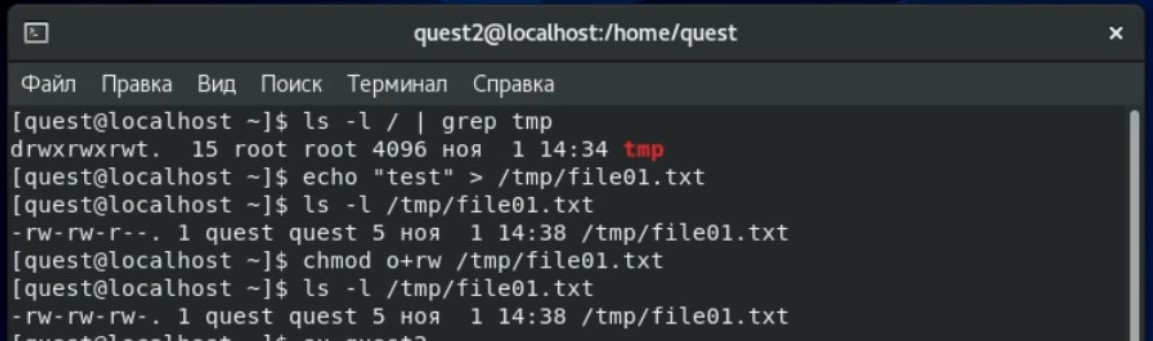 quest2@localhost:/home/quest
Файл Правка Вид Поиск Терминал Справка
[quest@localhost ~]$ ls -l / | grep tmp
drwxrwxrwt.  15 root root 4096 ноя  1 14:34 tmp
[quest@localhost ~]$ echo "test" > /tmp/file01.txt
[quest@localhost ~]$ ls -l /tmp/file01.txt
-rw-rw-r--. 1 quest quest 5 ноя  1 14:38 /tmp/file01.txt
[quest@localhost ~]$ chmod o+rw /tmp/file01.txt
[quest@localhost ~]$ ls -l /tmp/file01.txt
-rw-rw-rw-. 1 quest quest 5 ноя  1 14:38 /tmp/file01.txt
[quest@localhost ~]$ su quest2